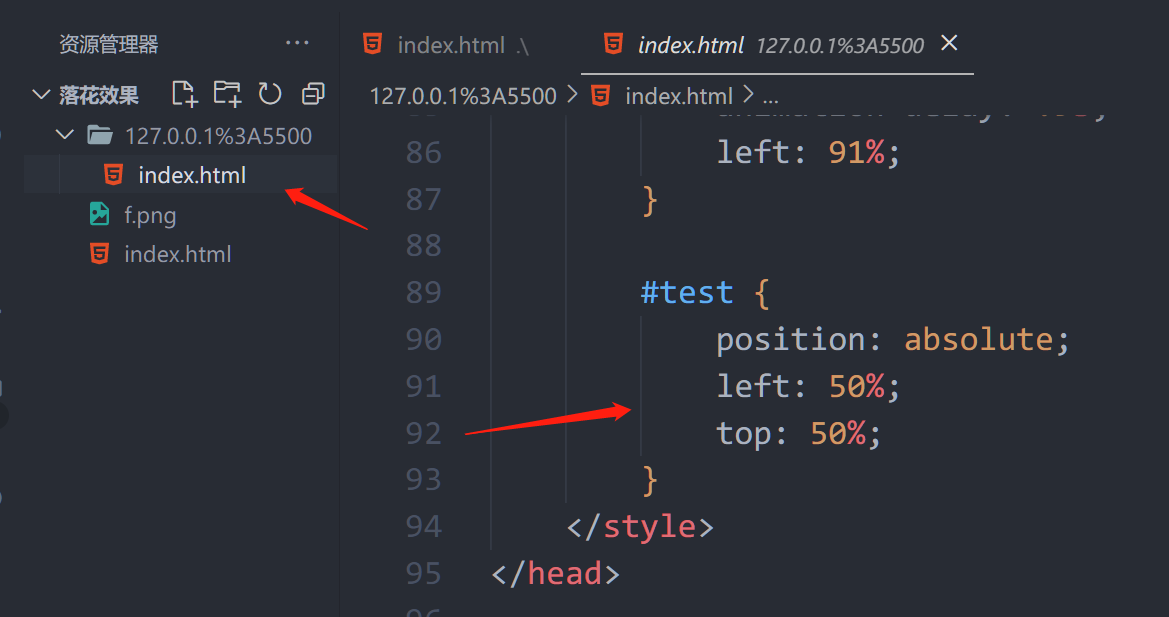 资源管理器 ···
落花效果
127.0.0.1%3A5500
index.html
f.png
index.html
index.html .\ index.html 127.0.0.1%3A5500
127.0.0.1%3A5500 > index.html > ...
86 left: 91%;
87 }
88
89 #test {
90 position: absolute;
91 left: 50%;
92 top: 50%;
93 }
94 </style>
95 </head>